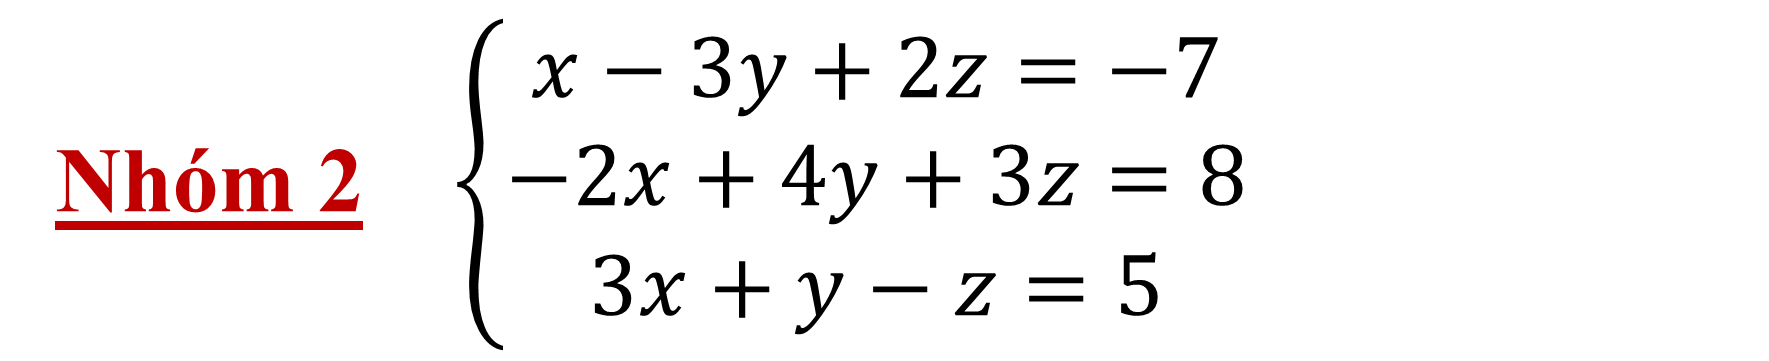 Nhóm 2
x − 3y + 2z = −7
−2x + 4y + 3z = 8
3x + y − z = 5